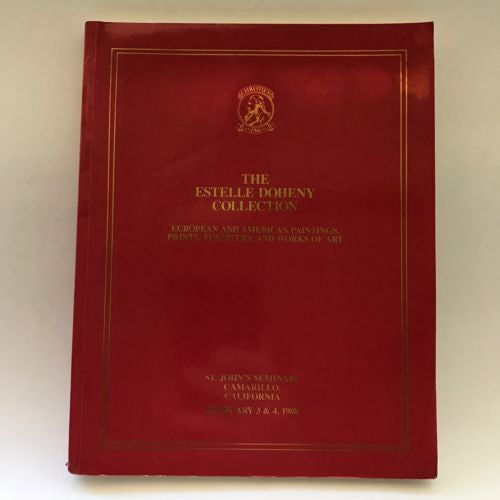 CHRISTIE'S
THE
ESTELLE DOHENY
COLLECTION
EUROPEAN AND AMERICAN PAINTINGS,
PRINTS, FURNITURE AND WORKS OF ART
ST. JOHN'S SEMINARY
CAMARILLO,
CALIFORNIA
FEBRUARY 3 & 4, 1988